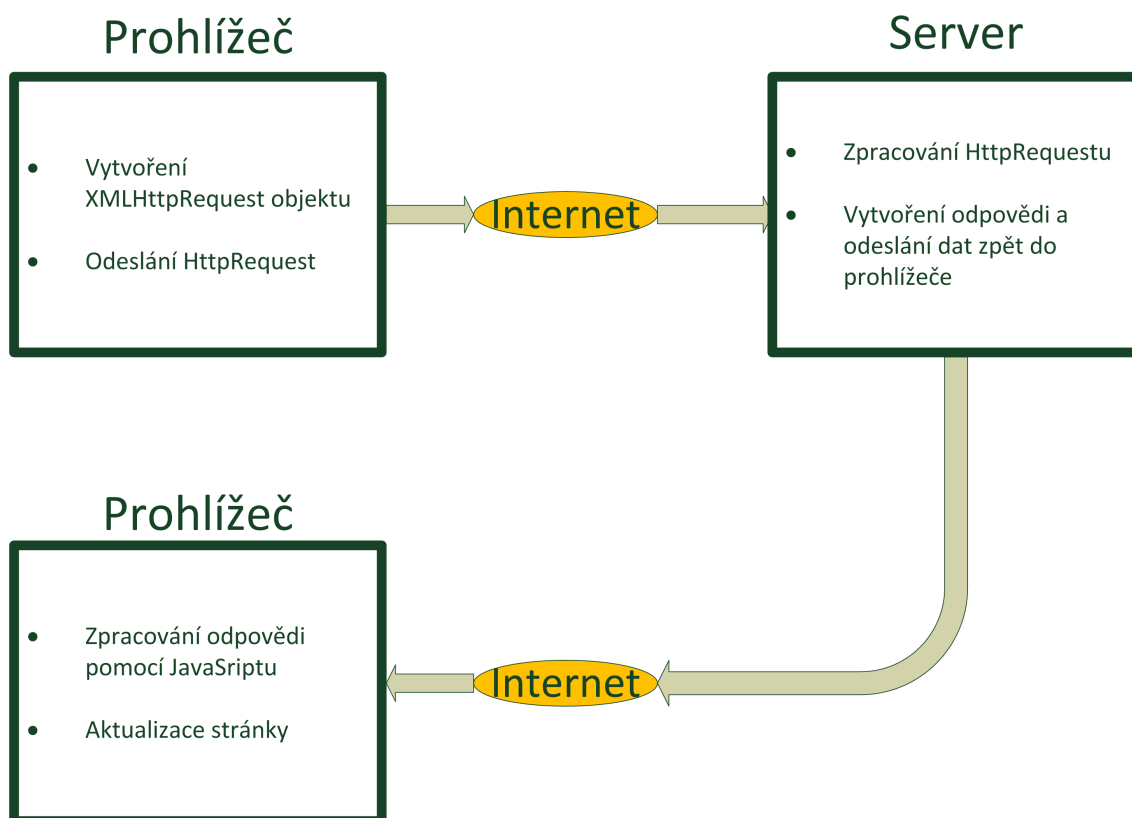 Prohlížeč
• Vytvoření
XMLHttpRequest objektu
• Odeslání HttpRequest
Internet
Server
• Zpracování HttpRequestu
• Vytvoření odpovědi a
odeslání dat zpět do
prohlížeče
Prohlížeč
• Zpracování odpovědi
pomocí JavaSriptu
• Aktualizace stránky
Internet